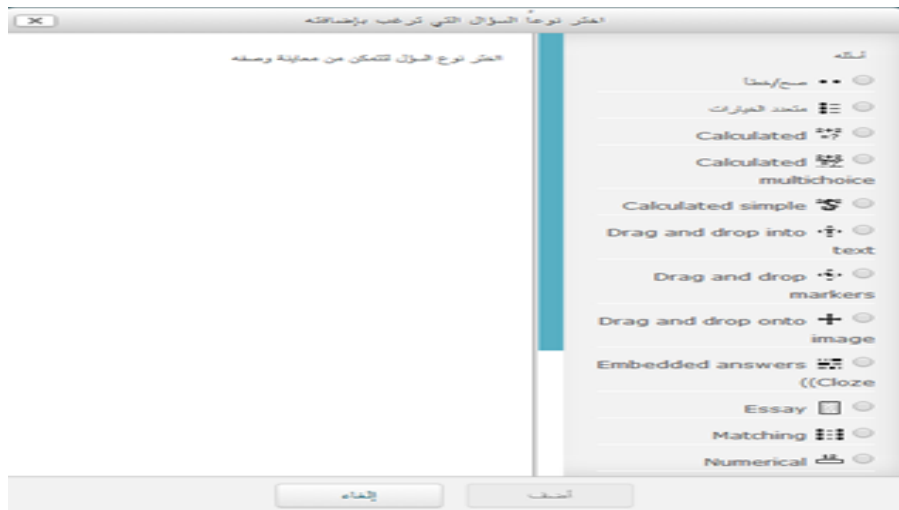 اختر نوعاً السؤال التي ترغب بإضافته
أسئلة
صح/خطأ
متعدد الخيارات
Calculated
Calculated
multichoice
Calculated simple
Drag and drop into
text
Drag and drop
markers
Drag and drop onto
image
Embedded answers
((Cloze
Essay
Matching
Numerical
اختر نوع السؤل لتتمكن من معاينة وصفه
أضف
إلغاء